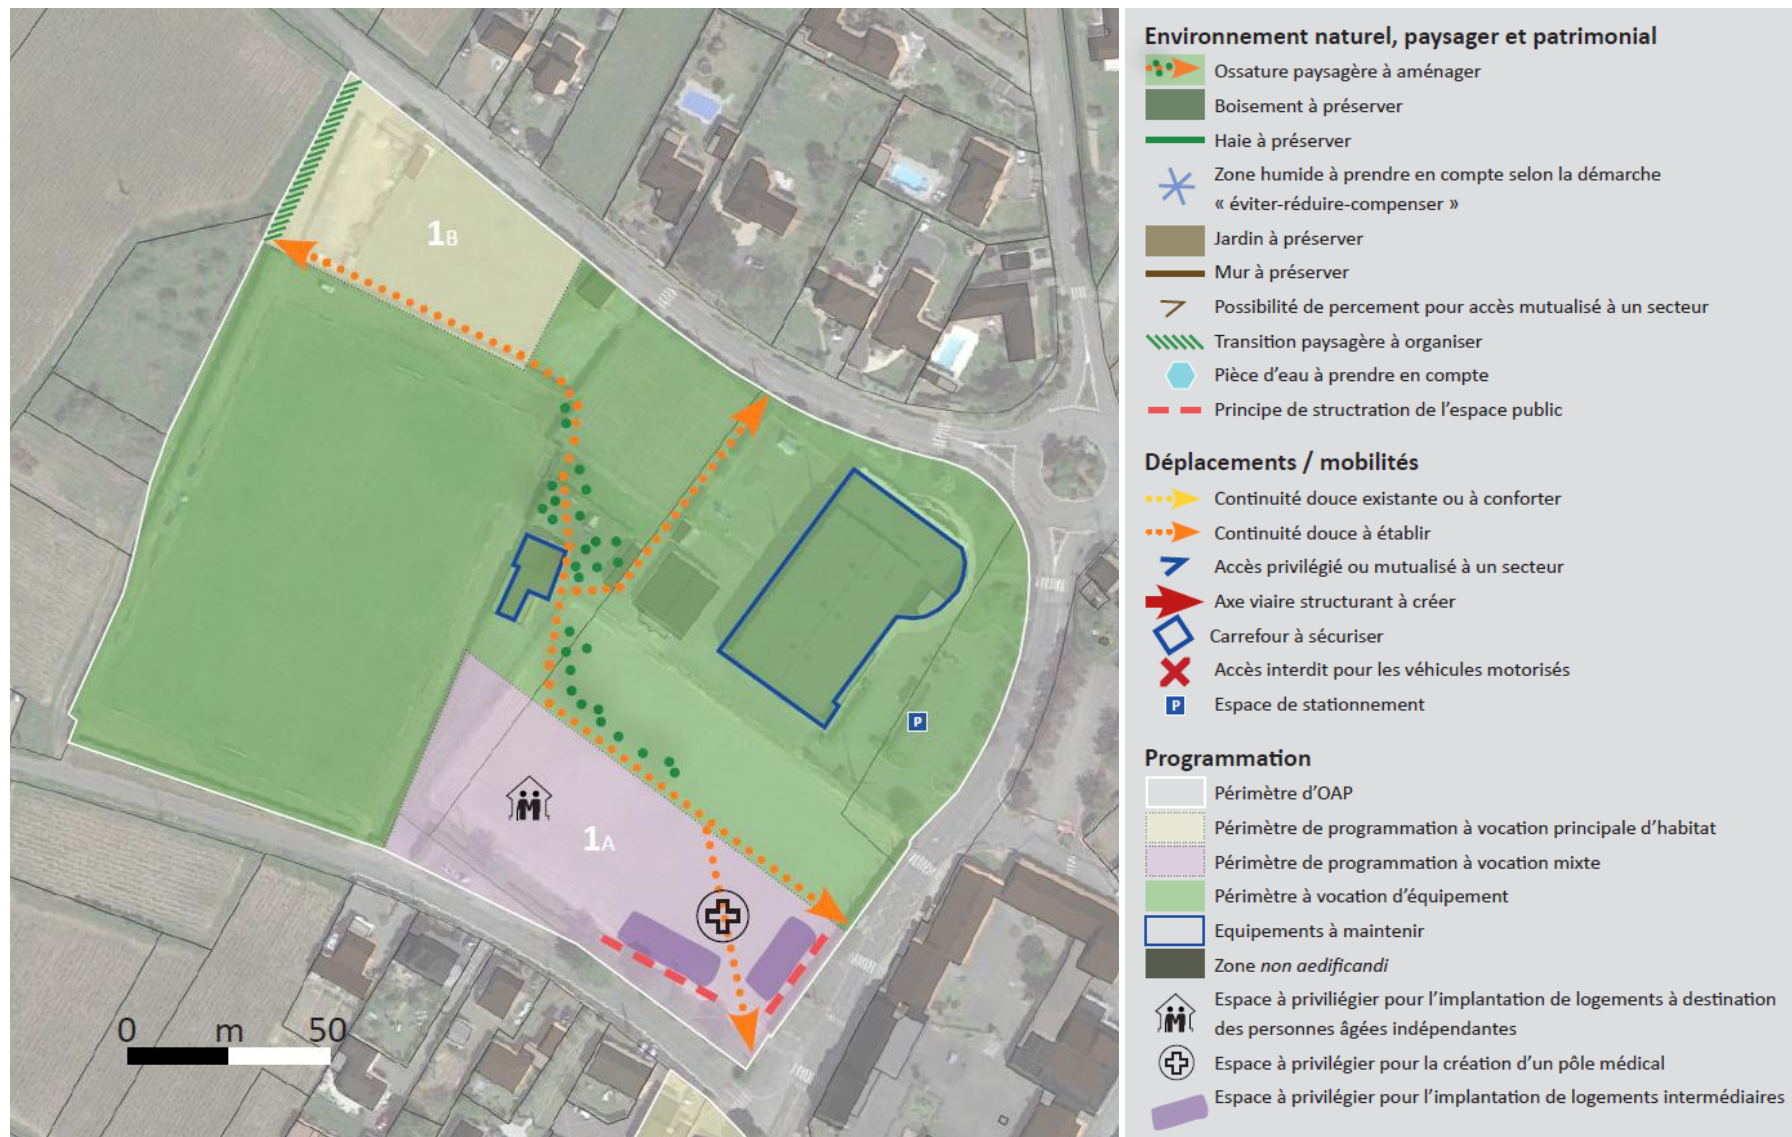 1B
P
1A
0 m 50
Environnement naturel, paysager et patrimonial
Ossature paysagère à aménager
Boisement à préserver
Haie à préserver
Zone humide à prendre en compte selon la démarche
« éviter-réduire-compenser »
Jardin à préserver
Mur à préserver
Possibilité de percement pour accès mutualisé à un secteur
Transition paysagère à organiser
Pièce d'eau à prendre en compte
Principe de structration de l'espace public
Déplacements / mobilités
Continuité douce existante ou à conforter
Continuité douce à établir
Accès privilégié ou mutualisé à un secteur
Axe viaire structurant à créer
Carrefour à sécuriser
Accès interdit pour les véhicules motorisés
P Espace de stationnement
Programmation
Périmètre d'OAP
Périmètre de programmation à vocation principale d'habitat
Périmètre de programmation à vocation mixte
Périmètre à vocation d'équipement
Equipements à maintenir
Zone non aedificandi
Espace à priviliégier pour l'implantation de logements à destination
des personnes âgées indépendantes
Espace à privilégier pour la création d'un pôle médical
Espace à privilégier pour l'implantation de logements intermédiaires